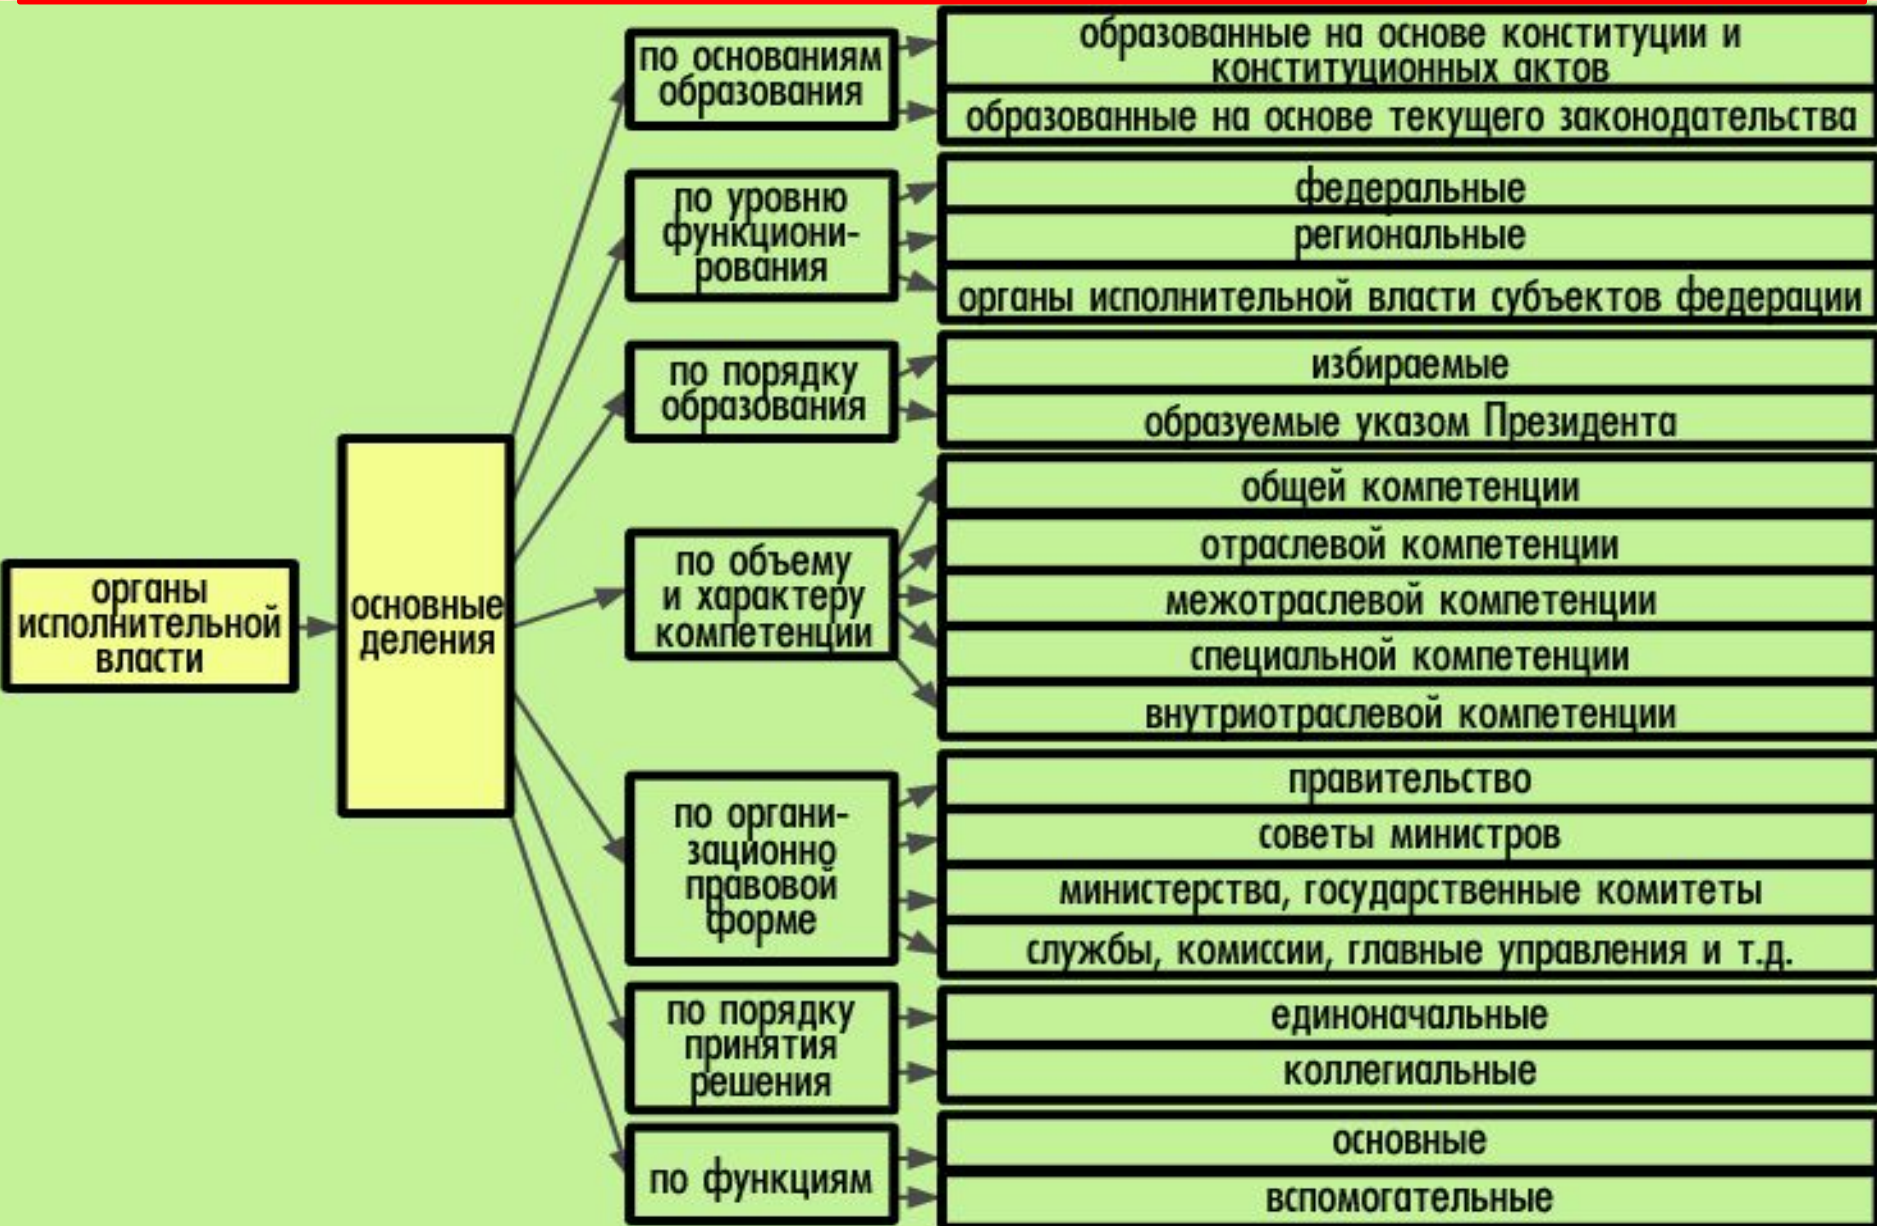 органы
исполнительной
власти
основные
деления
по основаниям
образования
образованные на основе конституции и
конституционных актов
образованные на основе текущего законодательства
по уровню
функциони-
рования
федеральные
региональные
органы исполнительной власти субъектов федерации
по порядку
образования
избираемые
образуемые указом Президента
по объему
и характеру
компетенции
общей компетенции
отраслевой компетенции
межотраслевой компетенции
специальной компетенции
внутриотраслевой компетенции
по органи-
зационно
правовой
форме
правительство
советы министров
министерства, государственные комитеты
службы, комиссии, главные управления и т.д.
по порядку
принятия
решения
единоначальные
коллегиальные
по функциям
основные
вспомогательные